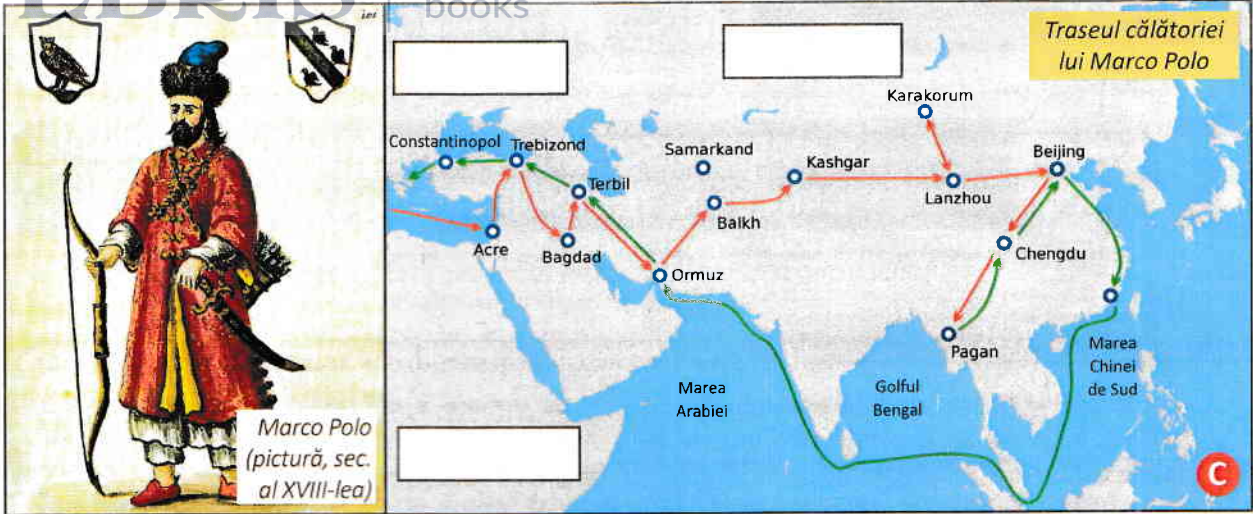 LIBRIS
books
Marco Polo
(pictură, sec.
al XVIII-lea)
Traseul călătoriei
lui Marco Polo
Karakorum
Constantinopol
Trebizond
Samarkand
Kashgar
Beijing
Terbil
Lanzhou
Balkh
Acre
Bagdad
Chengdu
Ormuz
Pagan
Marea
Chinei
de Sud
Marea
Arabiei
Golful
Bengal
C